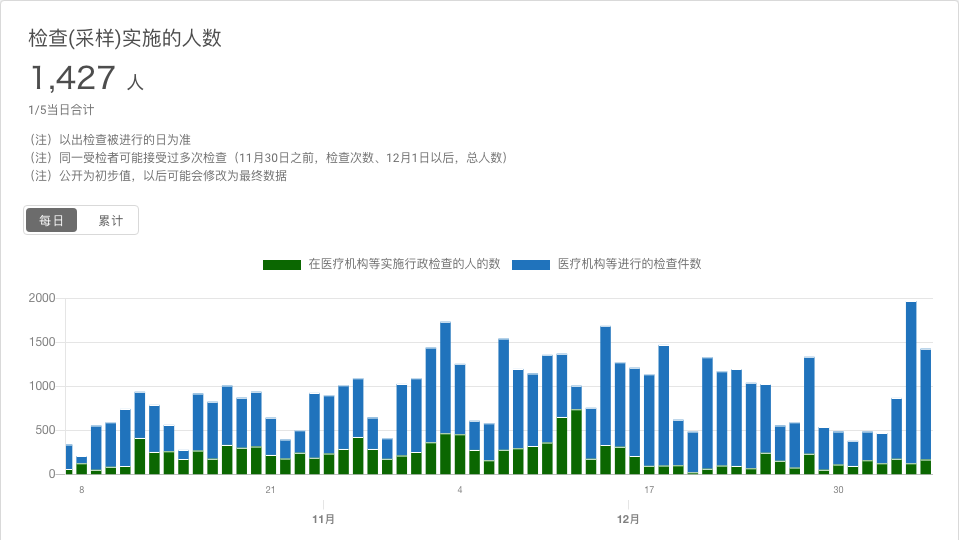 检查(采样)实施的人数
1,427 人
1/5当日合计
（注）以出检查被进行的日为准
（注）同一受检者可能接受过多次检查（11月30日之前，检查次数、12月1日以后，总人数）
（注）公开为初步值，以后可能会修改为最终数据
每日 累计
在医疗机构等实施行政检查的人的数 医疗机构等进行的检查件数
2000
1500
1000
500
0
8 21 4 17 30
11月 12月